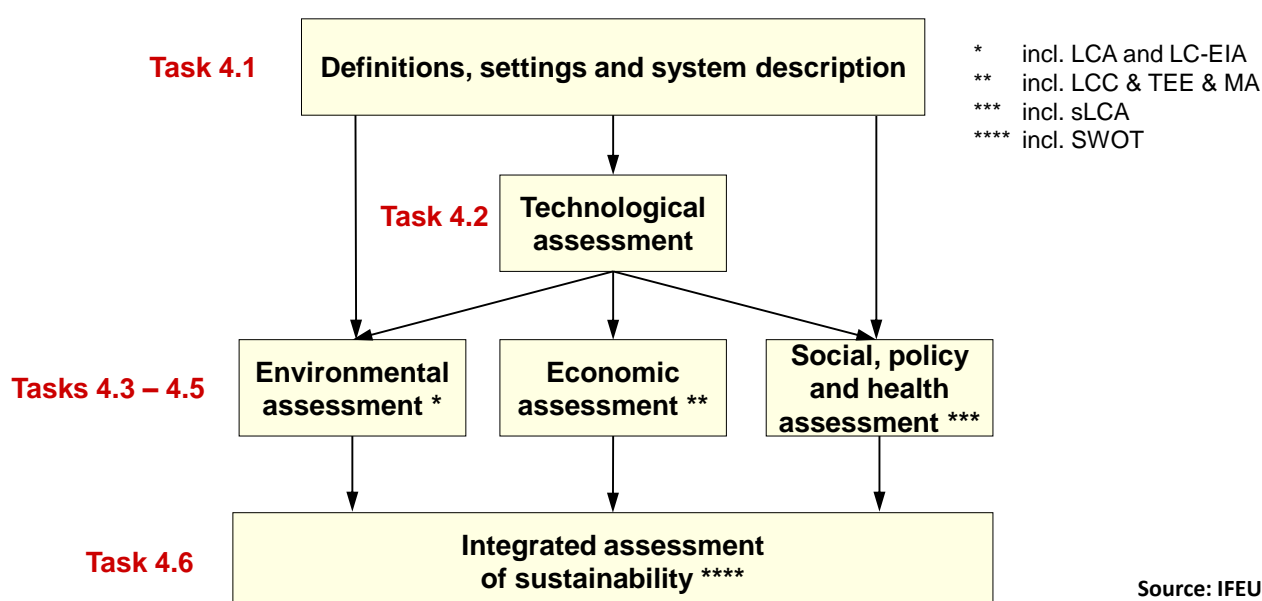 Task 4.1
Definitions, settings and system description
* incl. LCA and LC-EIA
** incl. LCC & TEE & MA
*** incl. sLCA
**** incl. SWOT
Task 4.2
Technological
assessment
Tasks 4.3 – 4.5
Environmental
assessment *
Economic
assessment **
Social, policy
and health
assessment ***
Task 4.6
Integrated assessment
of sustainability ****
Source: IFEU